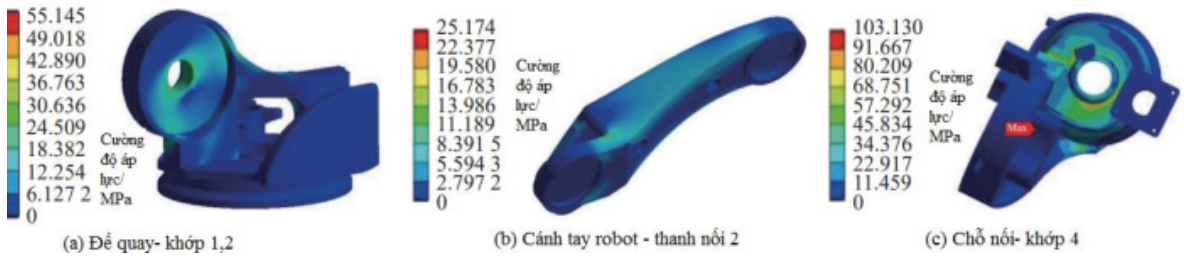 55.145
49.018
42.890
36.763
30.636
24.509
18.382
12.254
6.127 2
0
Cường
độ áp
lực/
MPa
(a) Đế quay- khớp 1,2
25.174
22.377
19.580
16.783
13.986
11.189
8.391 5
5.594 3
2.797 2
0
Cường
độ áp
lực/
MPa
(b) Cánh tay robot - thanh nối 2
103.130
91.667
80.209
68.751
57.292
45.834
34.376
22.917
11.459
0
Cường
độ áp
lực/
MPa
Max
(c) Chỗ nối- khớp 4